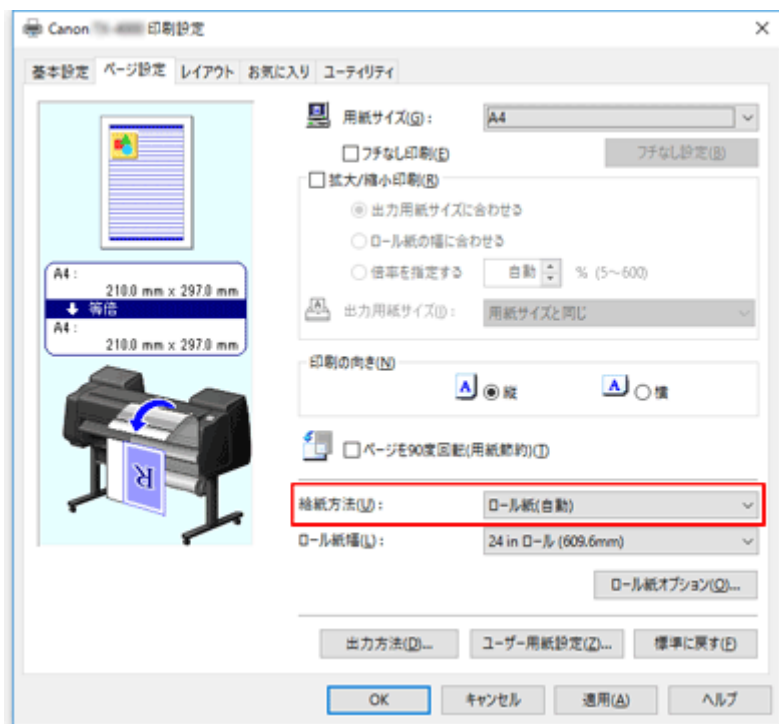 Canon 印刷設定
基本設定 ページ設定 レイアウト お気に入り ユーティリティ
用紙サイズ(G): A4
フチなし印刷(E) フチなし設定(B)
拡大/縮小印刷(R)
出力用紙サイズに合わせる
ロール紙の幅に合わせる
倍率を指定する 自動 % (5～600)
出力用紙サイズ(I): 用紙サイズと同じ
A4:
210.0 mm x 297.0 mm
等倍
A4:
210.0 mm x 297.0 mm
印刷の向き(N)
A 縦 A 横
ページを90度回転(用紙節約)(T)
R
給紙方法(U): ロール紙(自動)
ロール紙幅(L): 24 in ロール (609.6mm)
ロール紙オプション(O)...
出力方法(D)... ユーザー用紙設定(Z)... 標準に戻す(F)
OK キャンセル 適用(A) ヘルプ